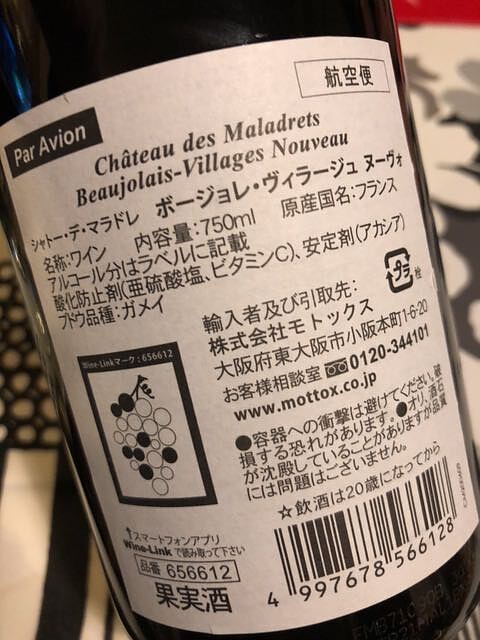 Par Avion
航空便
Château des Maladrets
Beaujolais-Villages Nouveau
シャトー・デ・マラドレ ボージョレ・ヴィラージュ ヌーヴォ
名称:ワイン 内容量:750ml 原産国名:フランス
アルコール分はラベルに記載
酸化防止剤(亜硫酸塩、ビタミンC)、安定剤(アカシア)
ブドウ品種:ガメイ
輸入者及び引取先:
株式会社モトックス
大阪府東大阪市小阪本町1-6-20
お客様相談室 0120-344101
www.mottox.co.jp
プラ
栓
Wine-Linkマーク:656612
●容器への衝撃は避けてください。破
損する恐れがあります。●オリ、酒石
が沈殿していることがありますが品質
には問題はございません。
☆飲酒は20歳になってから
↑スマートフォンアプリ
Wine-Linkで読み取って下さい
品番 656612
果実酒
4 997678 566128